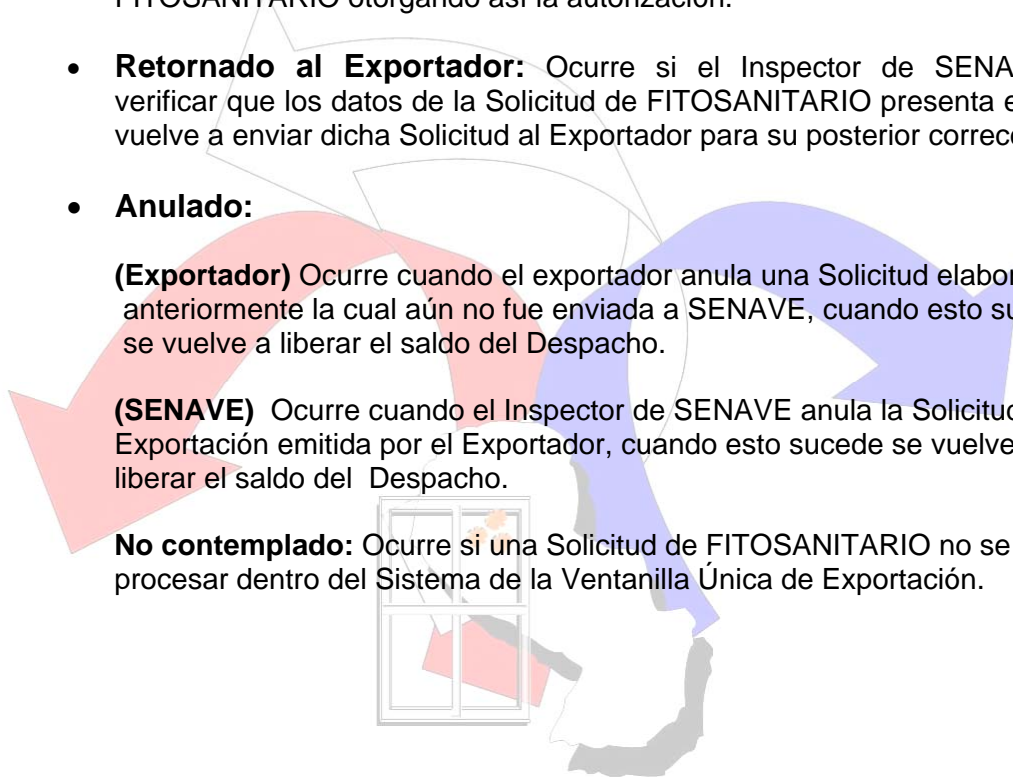 FITOSANITARIO otorgando así la autorización.
• Retornado al Exportador: Ocurre si el Inspector de SENA
verificar que los datos de la Solicitud de FITOSANITARIO presenta e
vuelve a enviar dicha Solicitud al Exportador para su posterior correc
• Anulado:
(Exportador) Ocurre cuando el exportador anula una Solicitud elabor
anteriormente la cual aún no fue enviada a SENAVE, cuando esto su
se vuelve a liberar el saldo del Despacho.
(SENAVE) Ocurre cuando el Inspector de SENAVE anula la Solicitud
Exportación emitida por el Exportador, cuando esto sucede se vuelve
liberar el saldo del Despacho.
No contemplado: Ocurre si una Solicitud de FITOSANITARIO no se
procesar dentro del Sistema de la Ventanilla Única de Exportación.